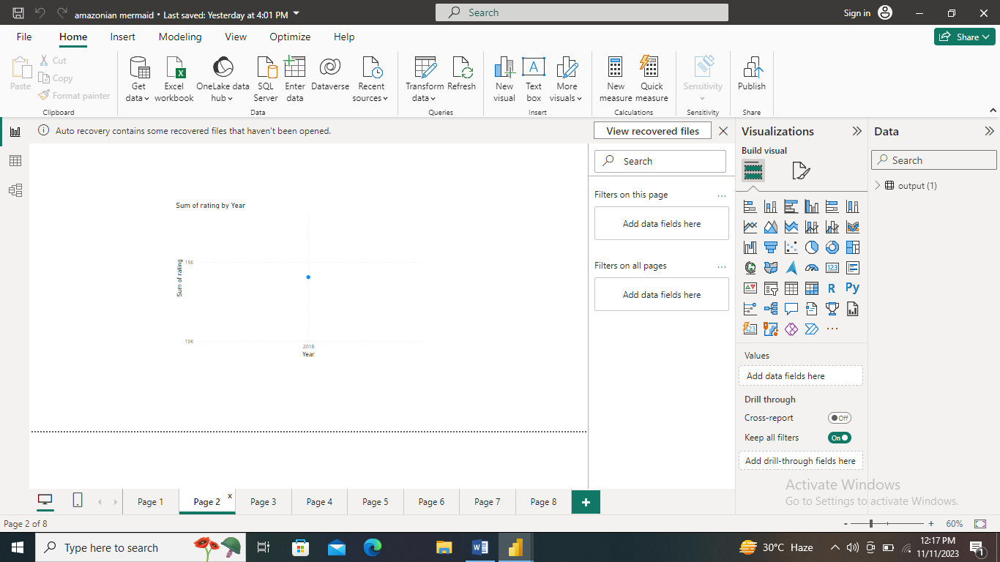 amazonian mermaid • Last saved: Yesterday at 4:01 PM
Search
Sign in
File Home Insert Modeling View Optimize Help
Share
Paste
Cut
Copy
Format painter
Clipboard
Get data
Excel workbook
OneLake data hub
SQL Server
Enter data
Dataverse
Recent sources
Data
Transform data
Refresh
Queries
New visual
Text box
More visuals
Insert
New measure
Quick measure
Calculations
Sensitivity
Sensitivity
Publish
Share
Auto recovery contains some recovered files that haven't been opened.
View recovered files
Sum of rating by Year
Sum of rating
15K
10K
2018
Year
Search
Filters on this page
...
Add data fields here
Filters on all pages
...
Add data fields here
Visualizations
Build visual
123
R
Py
123
...
Values
Add data fields here
Drill through
Cross-report
Off
Keep all filters
On
Add drill-through fields here
Data
Search
output (1)
Activate Windows
Go to Settings to activate Windows.
Page 1
Page 2
x
Page 3
Page 4
Page 5
Page 6
Page 7
Page 8
+
Page 2 of 8
- + 60%
Type here to search
30°C Haze
12:17 PM
11/11/2023
1